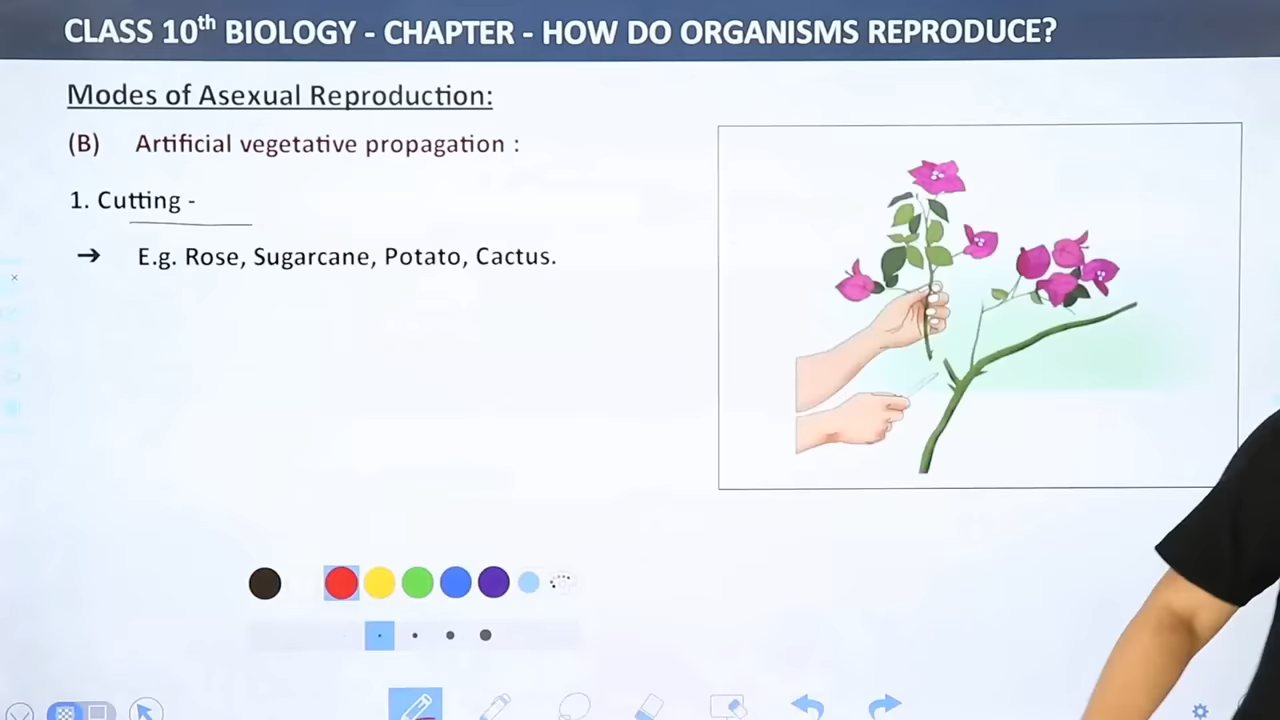 CLASS 10th BIOLOGY - CHAPTER - HOW DO ORGANISMS REPRODUCE?
Modes of Asexual Reproduction:
(B) Artificial vegetative propagation :
1. Cutting -
➔ E.g. Rose, Sugarcane, Potato, Cactus.